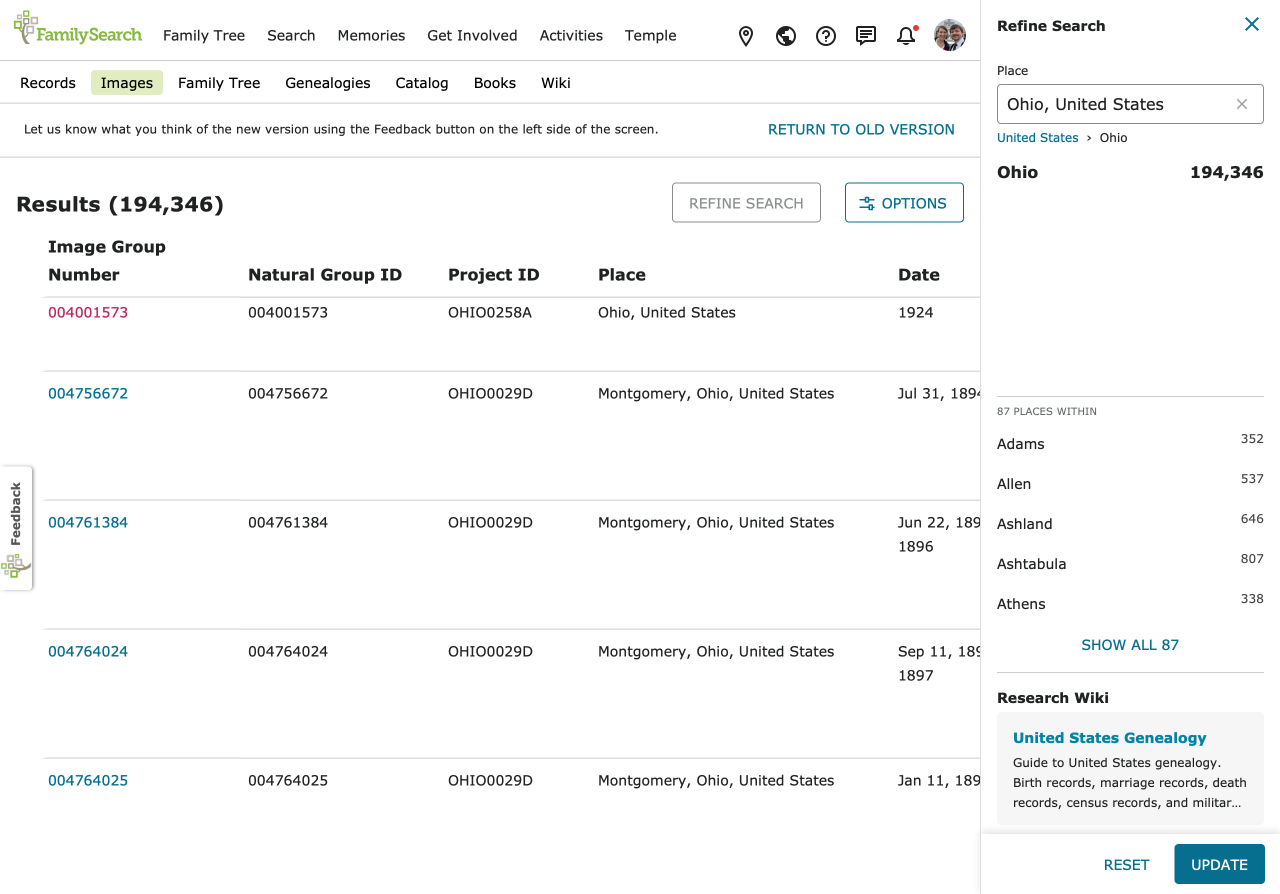 FamilySearch
Family Tree Search Memories Get Involved Activities Temple
Records Images Family Tree Genealogies Catalog Books Wiki
Let us know what you think of the new version using the Feedback button on the left side of the screen.
RETURN TO OLD VERSION
Results (194,346)
REFINE SEARCH
OPTIONS
Image Group
Number Natural Group ID Project ID Place Date
004001573 004001573 OHIO0258A Ohio, United States 1924
004756672 004756672 OHIO0029D Montgomery, Ohio, United States Jul 31, 1894
004761384 004761384 OHIO0029D Montgomery, Ohio, United States Jun 22, 189
1896
004764024 004764024 OHIO0029D Montgomery, Ohio, United States Sep 11, 189
1897
004764025 004764025 OHIO0029D Montgomery, Ohio, United States Jan 11, 189
Feedback
Refine Search
Place
Ohio, United States
United States › Ohio
Ohio 194,346
87 PLACES WITHIN
Adams 352
Allen 537
Ashland 646
Ashtabula 807
Athens 338
SHOW ALL 87
Research Wiki
United States Genealogy
Guide to United States genealogy.
Birth records, marriage records, death
records, census records, and militar...
RESET UPDATE